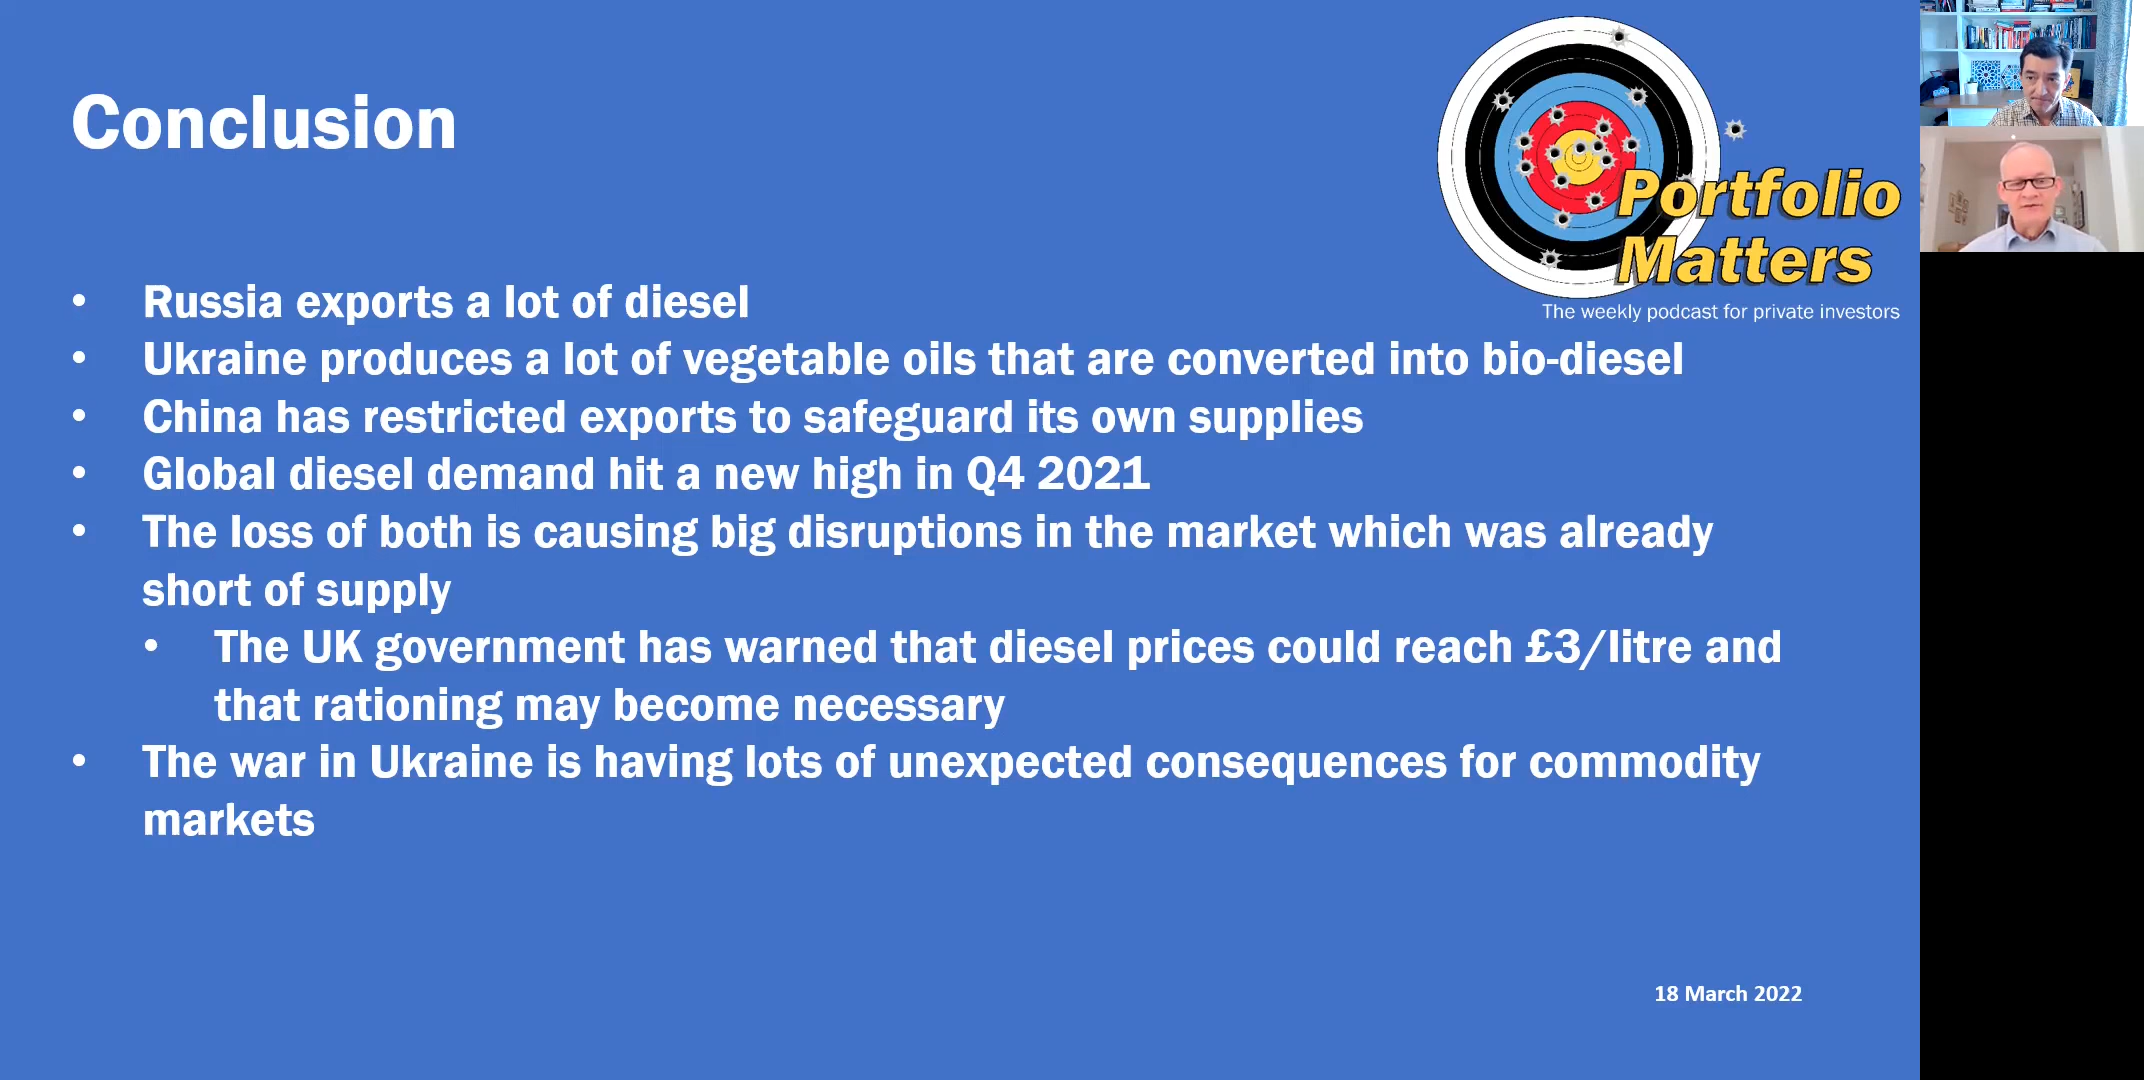 Conclusion
Portfolio
Matters
The weekly podcast for private investors
• Russia exports a lot of diesel
• Ukraine produces a lot of vegetable oils that are converted into bio-diesel
• China has restricted exports to safeguard its own supplies
• Global diesel demand hit a new high in Q4 2021
• The loss of both is causing big disruptions in the market which was already
short of supply
• The UK government has warned that diesel prices could reach £3/litre and
that rationing may become necessary
• The war in Ukraine is having lots of unexpected consequences for commodity
markets
18 March 2022